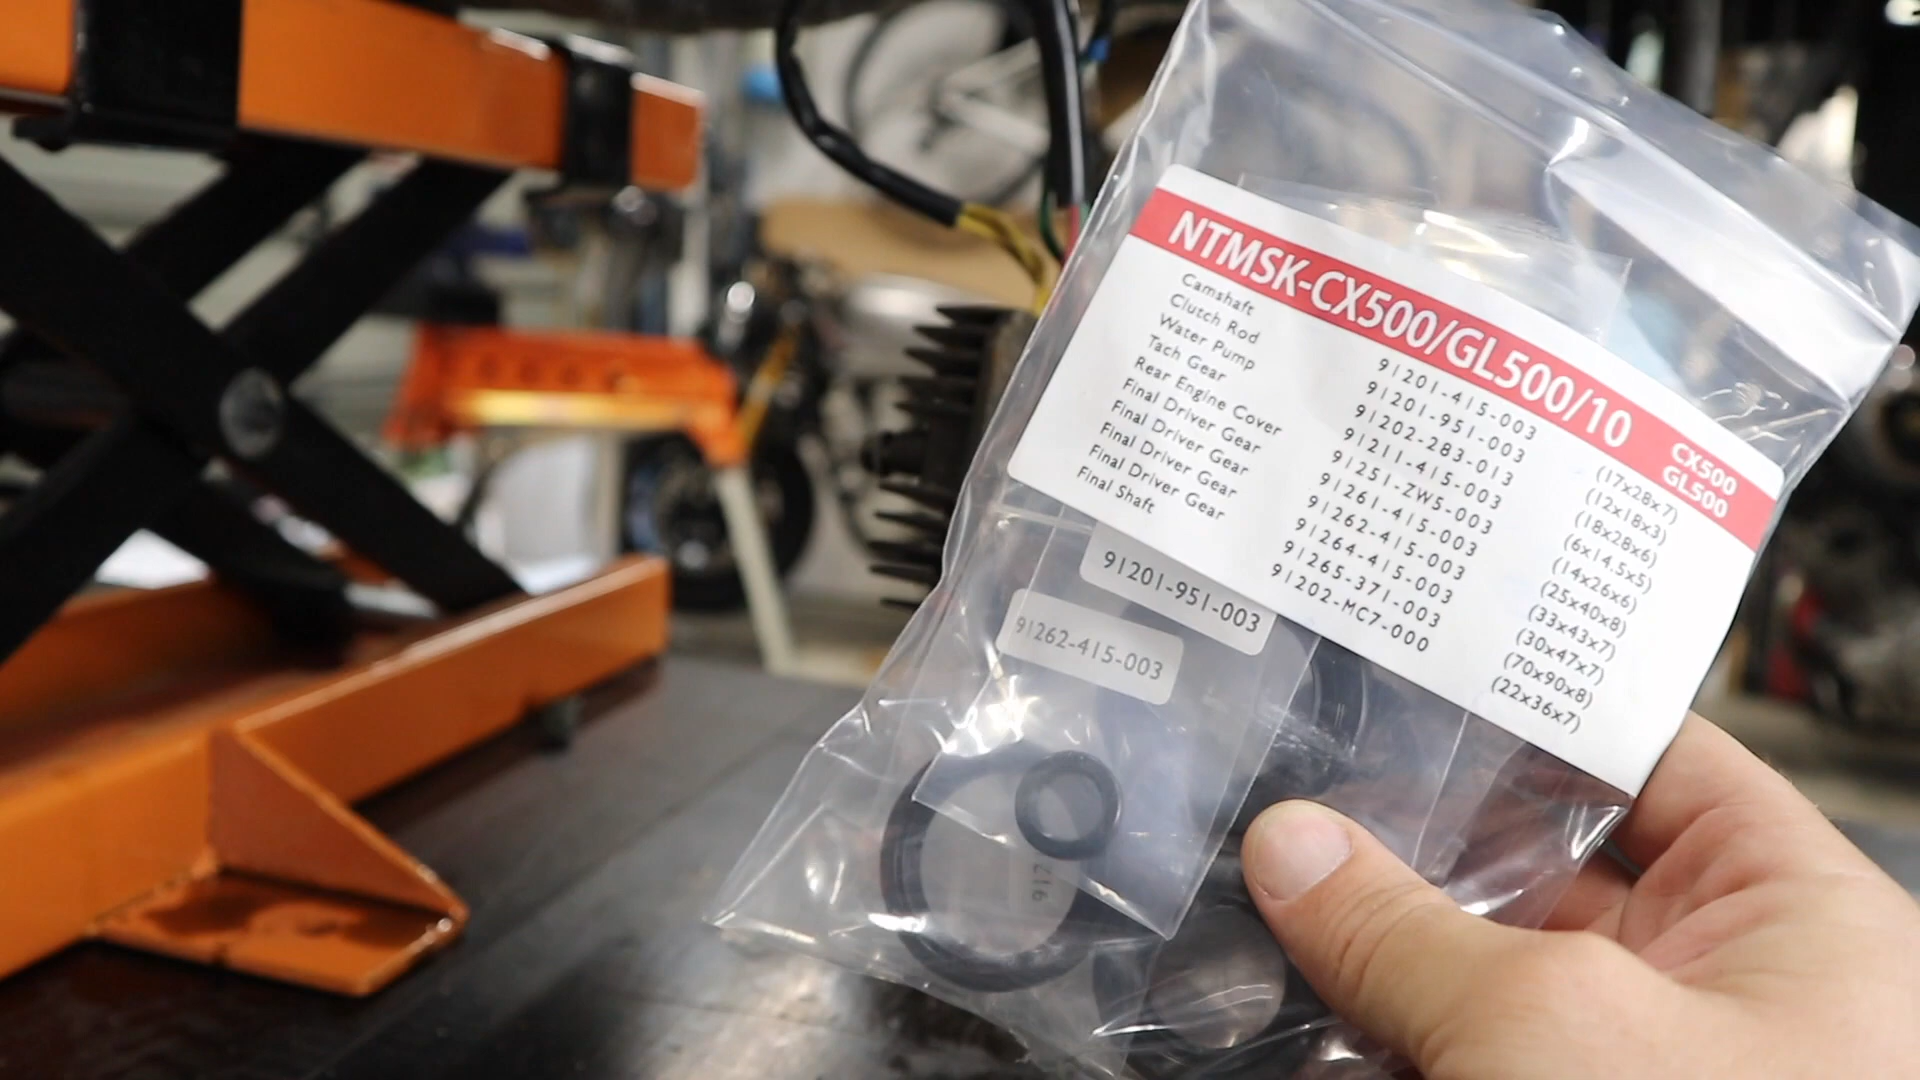 NTMSK-CX500/GL500/10 CX500 GL500
Camshaft 91201-415-003 (17x28x7)
Clutch Rod 91201-951-003 (12x18x3)
Water Pump 91202-283-013 (18x28x6)
Tach Gear 91211-415-003 (6x14.5x5)
Rear Engine Cover 91251-ZW5-003 (14x26x6)
Final Driver Gear 91261-415-003 (25x40x8)
Final Driver Gear 91262-415-003 (33x43x7)
Final Driver Gear 91264-415-003 (30x47x7)
Final Driver Gear 91265-371-003 (70x90x8)
Final Shaft 91202-MC7-000 (22x36x7)
91201-951-003
91262-415-003
912